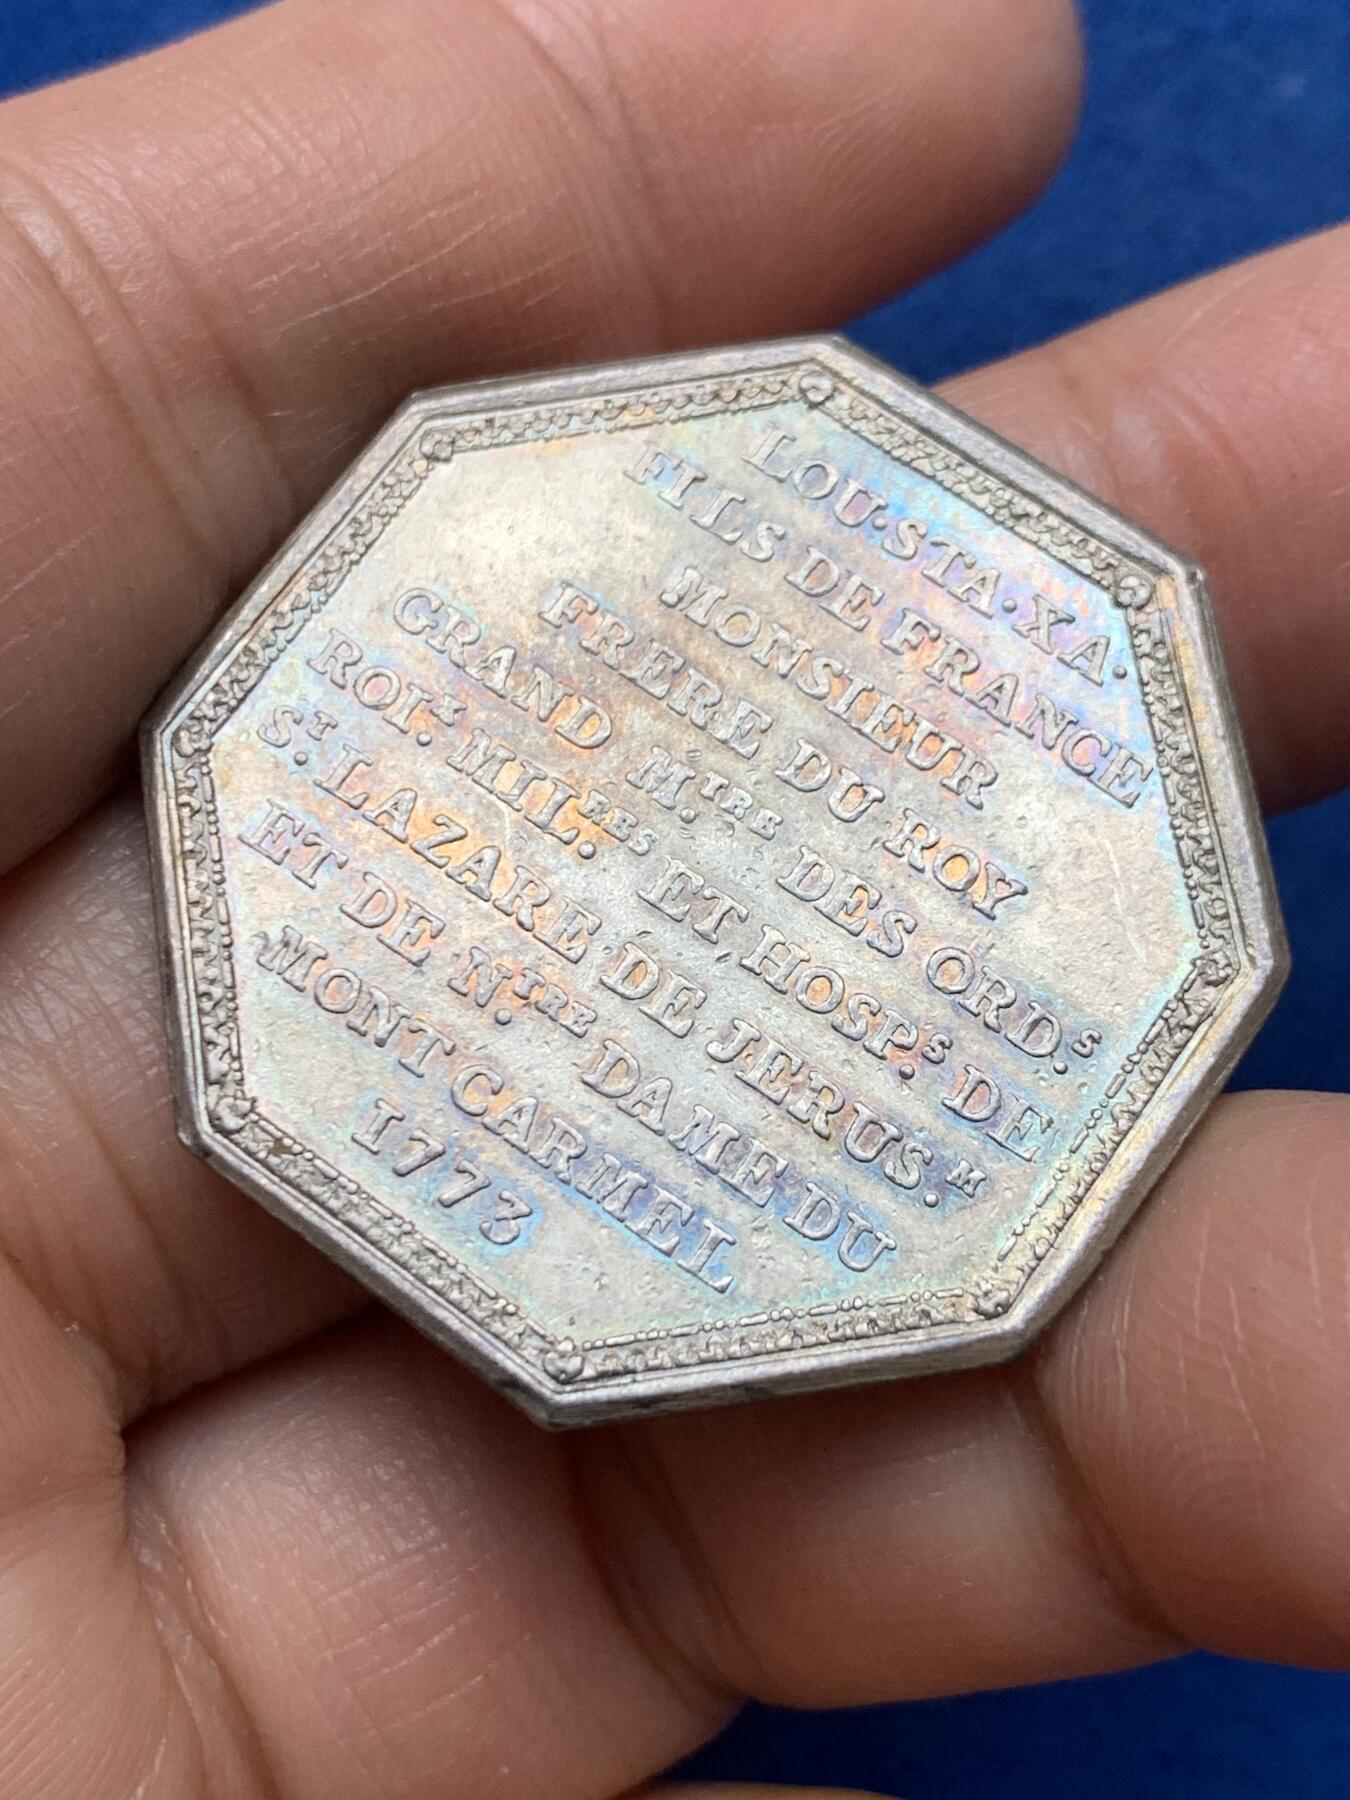 LOU·STA·XA·
FILS DE FRANCE
MONSIEUR
FRERE DU ROY
GRAND M.TRE DES ORD.S
ROI.X MIL.RES ET HOSP.S DE
S.T LAZARE DE JERUS.M
ET DE N.TRE DAME DU
MONT CARMEL
1773